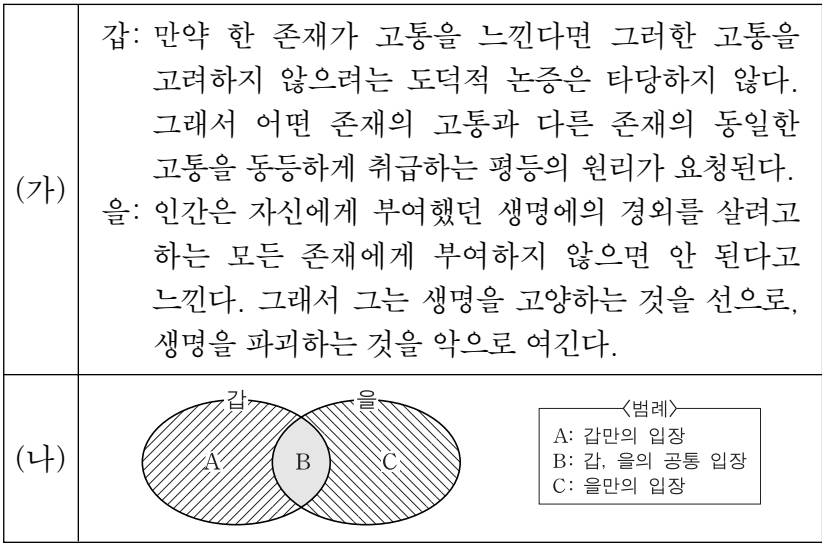 (가)
갑: 만약 한 존재가 고통을 느낀다면 그러한 고통을
고려하지 않으려는 도덕적 논증은 타당하지 않다.
그래서 어떤 존재의 고통과 다른 존재의 동일한
고통을 동등하게 취급하는 평등의 원리가 요청된다.
을: 인간은 자신에게 부여했던 생명에의 경외를 살려고
하는 모든 존재에게 부여하지 않으면 안 된다고
느낀다. 그래서 그는 생명을 고양하는 것을 선으로,
생명을 파괴하는 것을 악으로 여긴다.
(나)
갑 을
A B C
<범례>
A: 갑만의 입장
B: 갑, 을의 공통 입장
C: 을만의 입장